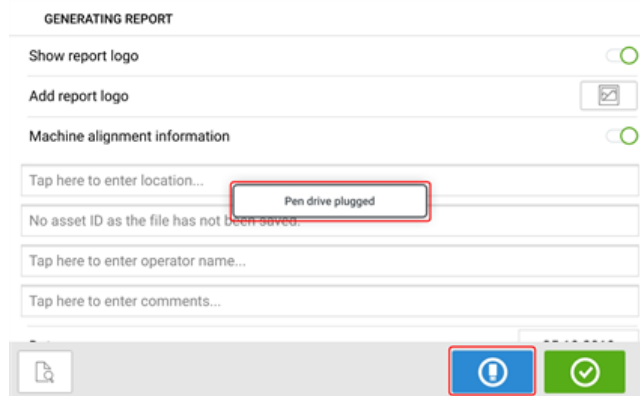 GENERATING REPORT
Show report logo
Add report logo
Machine alignment information
Tap here to enter location...
Pen drive plugged
No asset ID as the file has not been saved.
Tap here to enter operator name...
Tap here to enter comments...